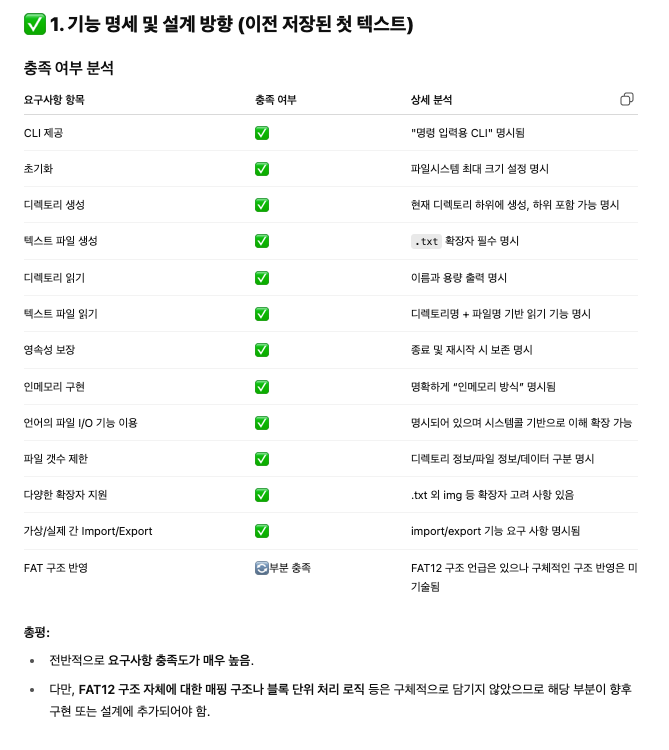 ✅ 1. 기능 명세 및 설계 방향 (이전 저장된 첫 텍스트)
충족 여부 분석
요구사항 항목 충족 여부 상세 분석
CLI 제공 ✅ "명령 입력용 CLI" 명시됨
초기화 ✅ 파일시스템 최대 크기 설정 명시
디렉토리 생성 ✅ 현재 디렉토리 하위에 생성, 하위 포함 가능 명시
텍스트 파일 생성 ✅ .txt 확장자 필수 명시
디렉토리 읽기 ✅ 이름과 용량 출력 명시
텍스트 파일 읽기 ✅ 디렉토리명 + 파일명 기반 읽기 기능 명시
영속성 보장 ✅ 종료 및 재시작 시 보존 명시
인메모리 구현 ✅ 명확하게 “인메모리 방식” 명시됨
언어의 파일 I/O 기능 이용 ✅ 명시되어 있으며 시스템콜 기반으로 이해 확장 가능
파일 갯수 제한 ✅ 디렉토리 정보/파일 정보/데이터 구분 명시
다양한 확장자 지원 ✅ .txt 외 img 등 확장자 고려 사항 있음
가상/실제 간 Import/Export ✅ import/export 기능 요구 사항 명시됨
FAT 구조 반영 🔄부분 충족 FAT12 구조 언급은 있으나 구체적인 구조 반영은 미
기술됨
총평:
• 전반적으로 요구사항 충족도가 매우 높음.
• 다만, FAT12 구조 자체에 대한 매핑 구조나 블록 단위 처리 로직 등은 구체적으로 담기지 않았으므로 해당 부분이 향후
구현 또는 설계에 추가되어야 함.